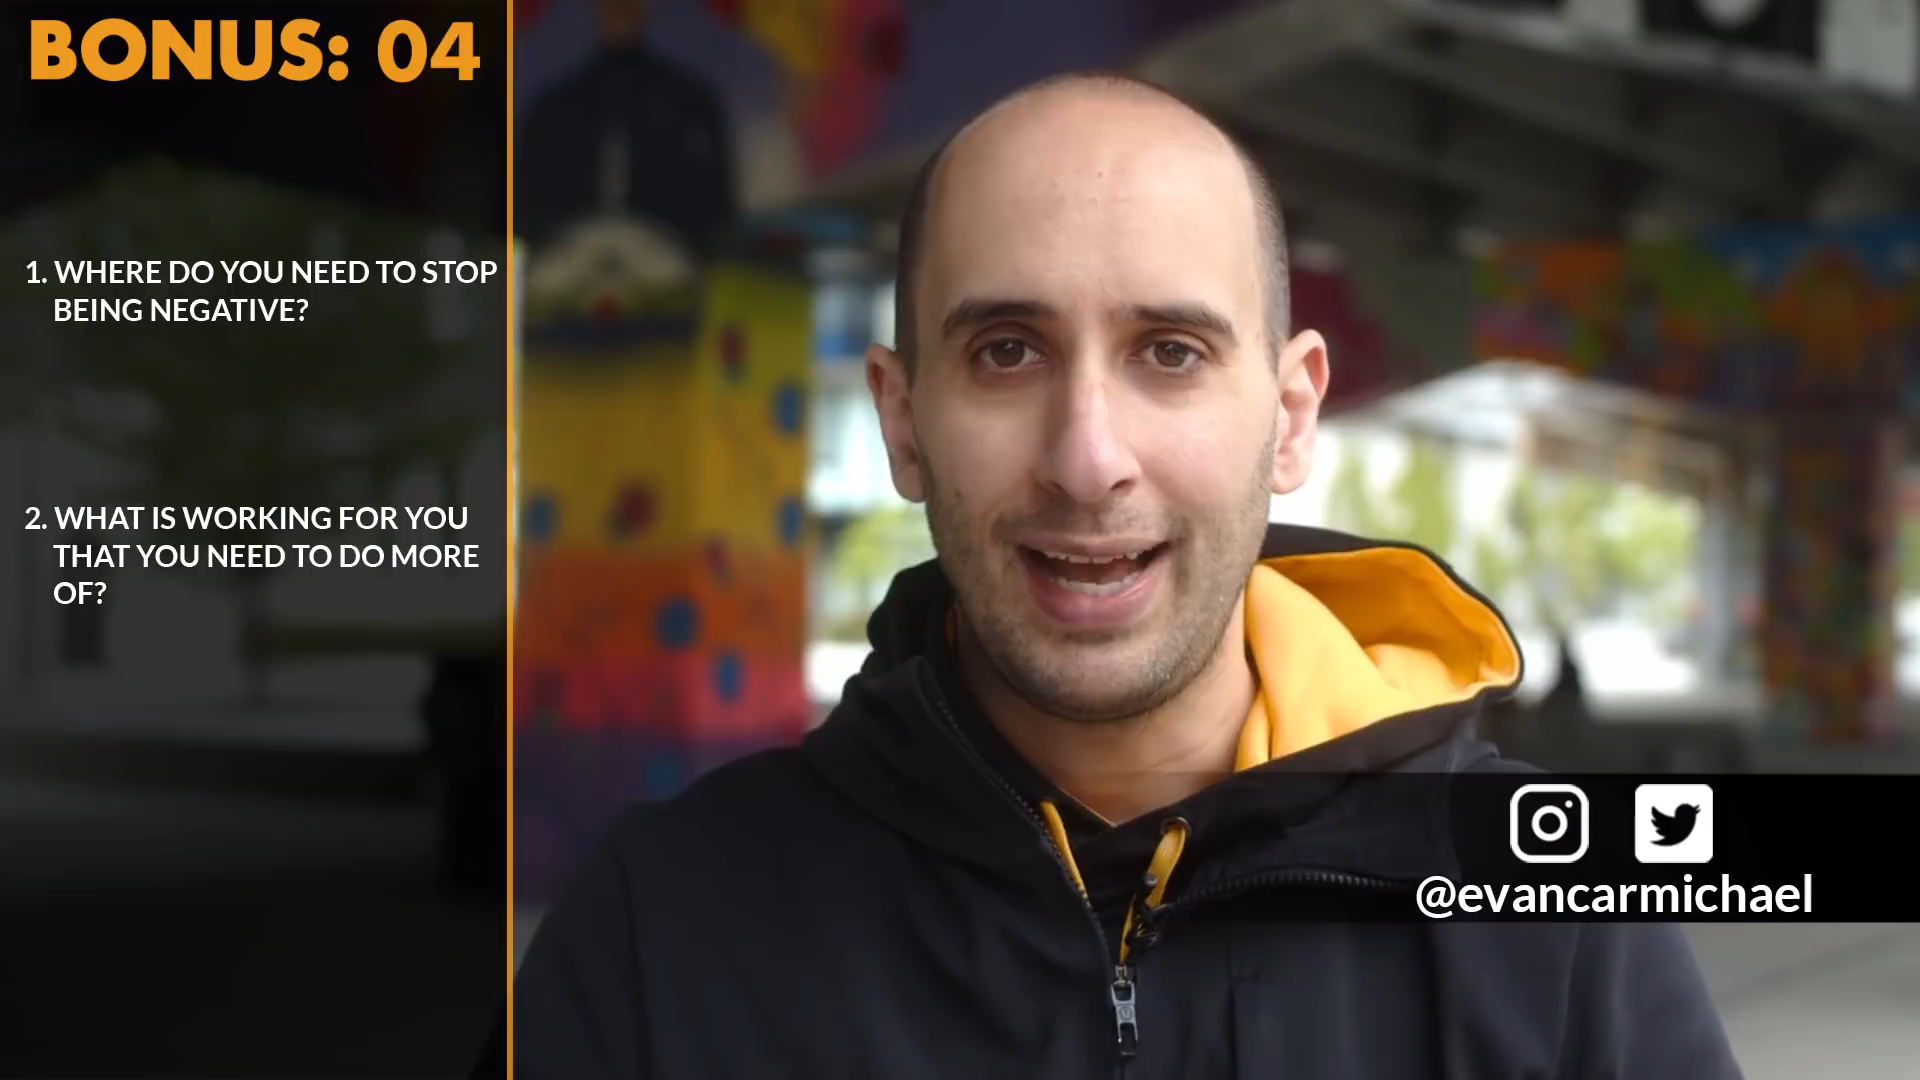 BONUS: 04
1. WHERE DO YOU NEED TO STOP
BEING NEGATIVE?
2. WHAT IS WORKING FOR YOU
THAT YOU NEED TO DO MORE
OF?
@evancarmichael